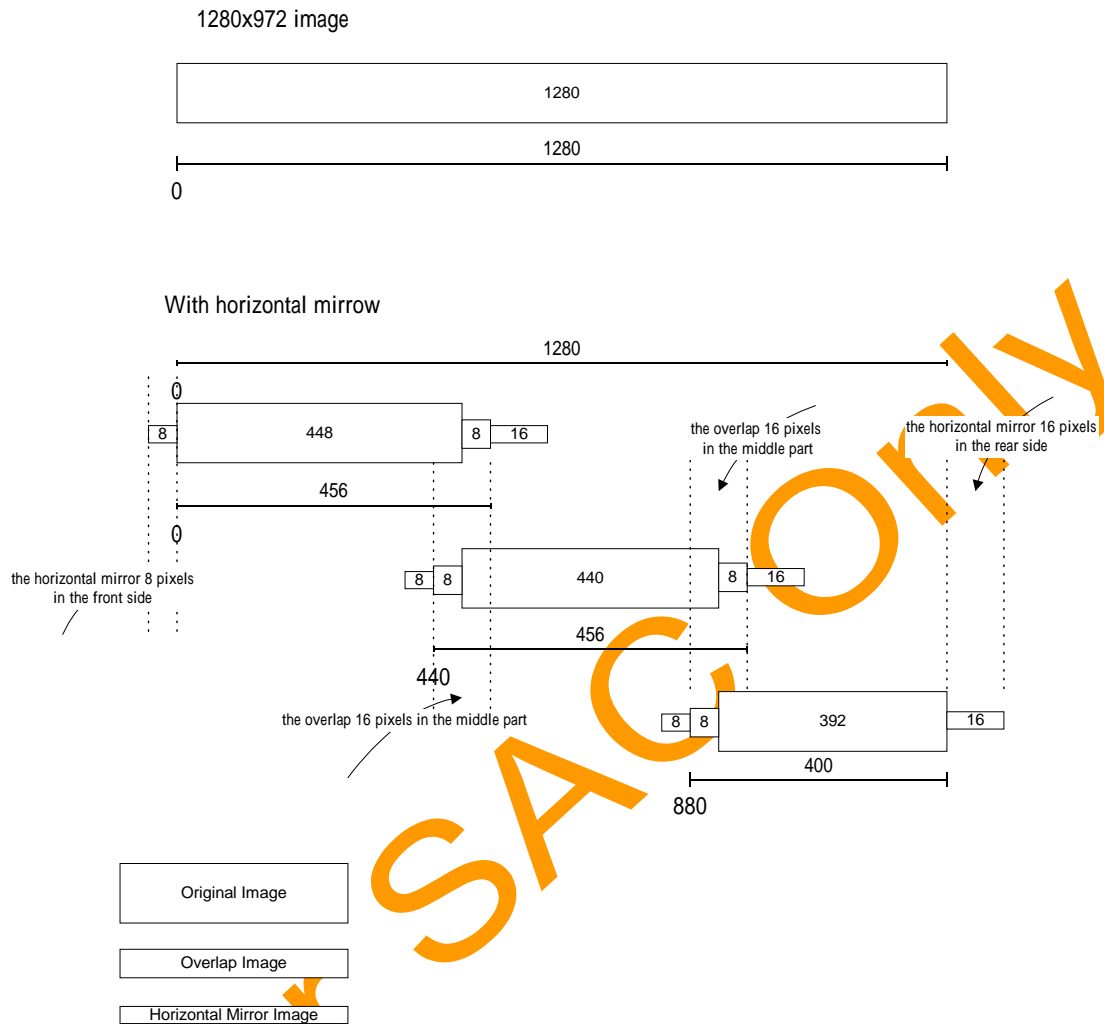 1280x972 image
1280
1280
0
With horizontal mirrow
1280
0
8
448
8
16
the overlap 16 pixels
in the middle part
the horizontal mirror 16 pixels
in the rear side
456
0
the horizontal mirror 8 pixels
in the front side
8
8
440
8
16
456
440
the overlap 16 pixels in the middle part
8
8
392
16
400
880
Original Image
Overlap Image
Horizontal Mirror Image
r SAC Only